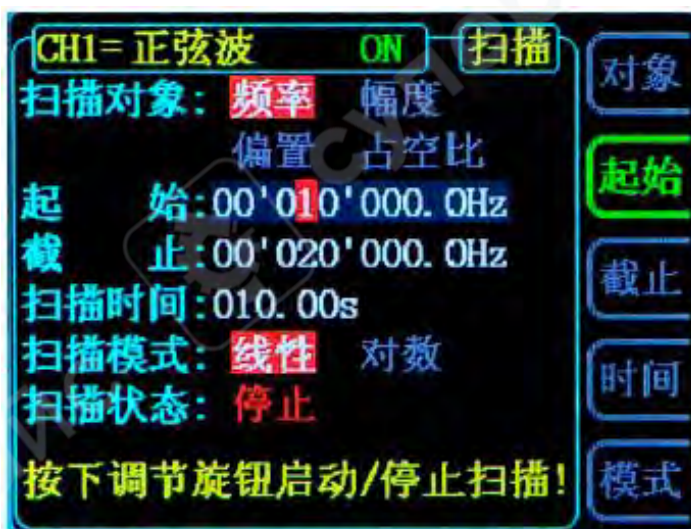 CH1=正弦波 ON 扫描
扫描对象: 频率 幅度
偏置 占空比
起 始:00'010'000.0Hz
截 止:00'020'000.0Hz
扫描时间:010.00s
扫描模式: 线性 对数
扫描状态: 停止
按下调节旋钮启动/停止扫描!
对象
起始
截止
时间
模式